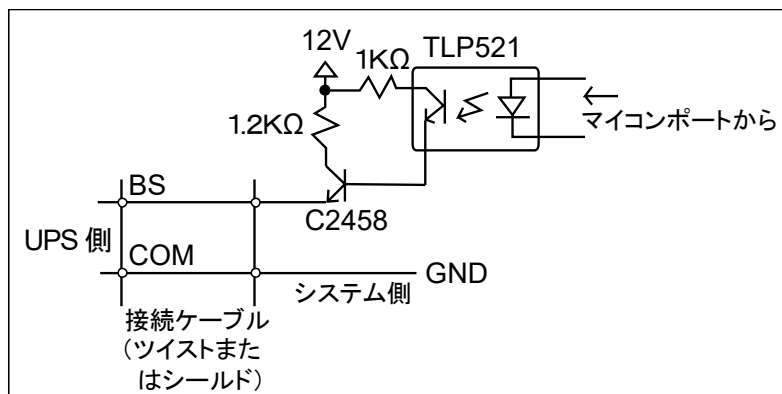 12V
TLP521
1KΩ
1.2KΩ
マイコンポートから
BS
C2458
UPS 側
COM
GND
システム側
接続ケーブル
(ツイストまた
はシールド)